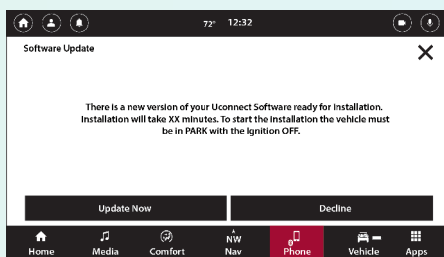 72° 12:32
Software Update
There is a new version of your Uconnect Software ready for installation.
Installation will take XX minutes. To start the installation the vehicle must
be in PARK with the Ignition OFF.
Update Now Decline
NW
Home Media Comfort Nav Phone Vehicle Apps